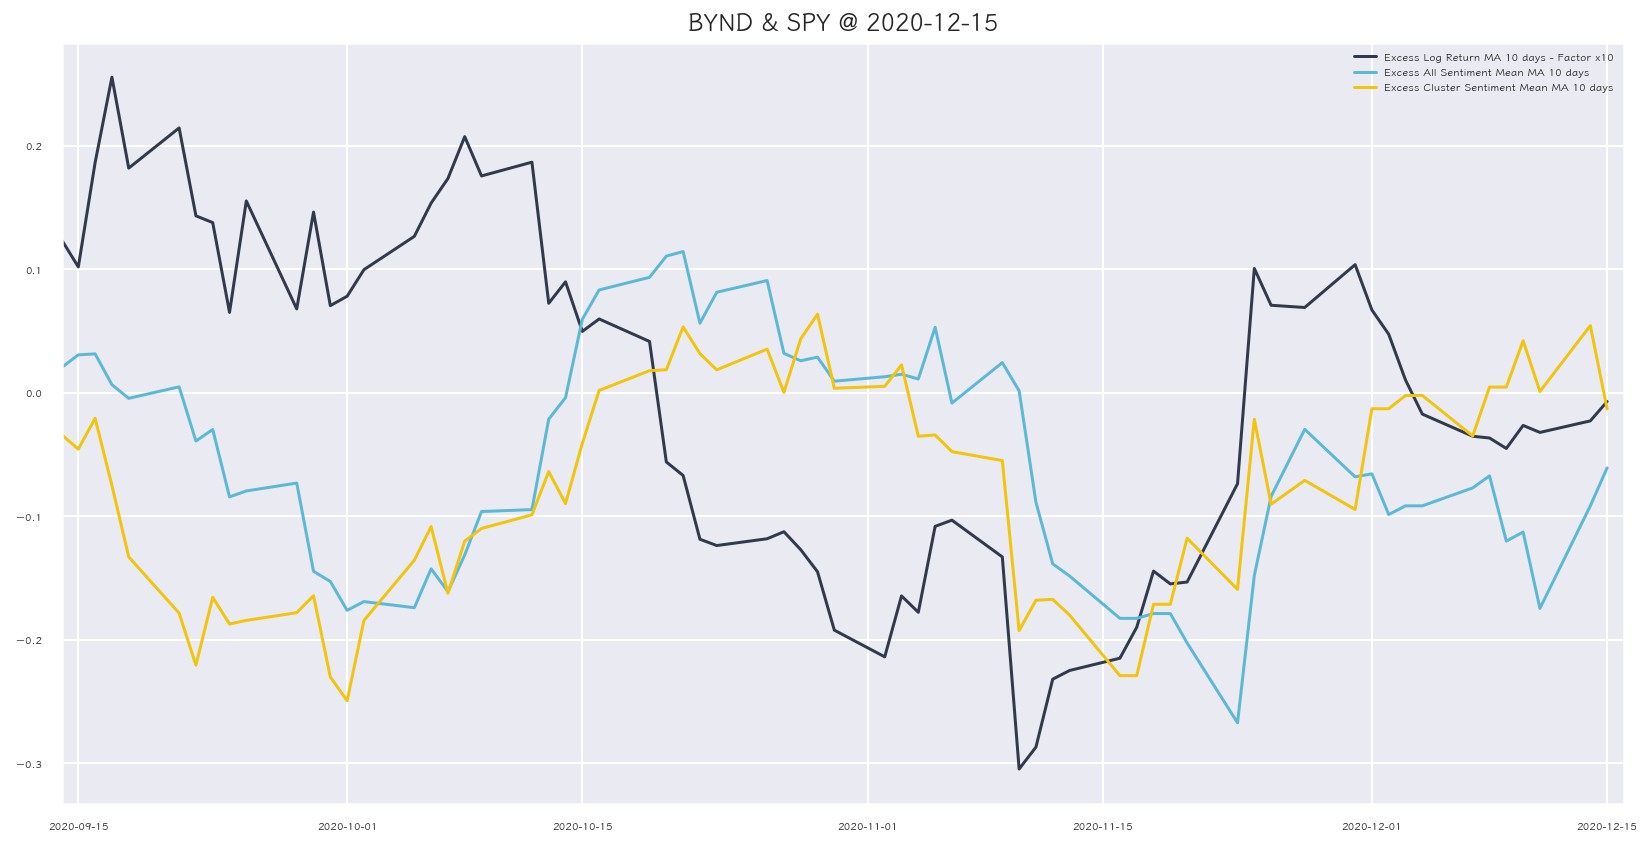 BYND & SPY @ 2020-12-15
Excess Log Return MA 10 days - Factor x10
Excess All Sentiment Mean MA 10 days
Excess Cluster Sentiment Mean MA 10 days
0.2
0.1
0.0
−0.1
−0.2
−0.3
2020-09-15 2020-10-01 2020-10-15 2020-11-01 2020-11-15 2020-12-01 2020-12-15